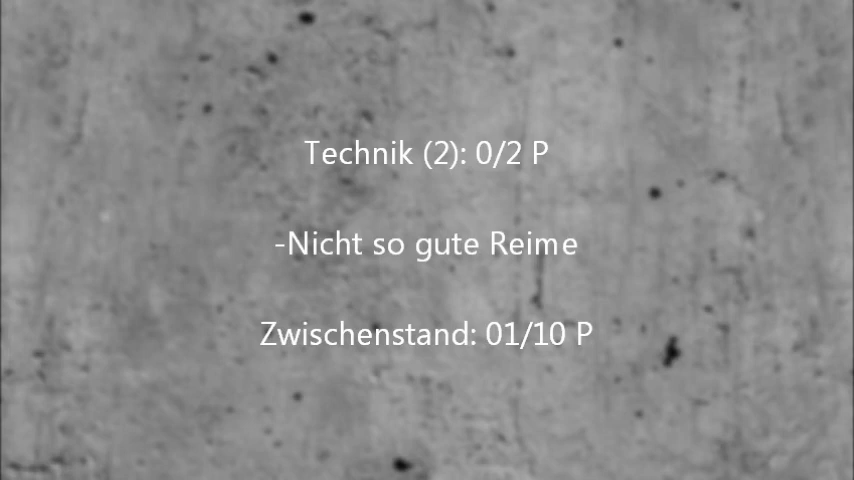 Technik (2): 0/2 P
-Nicht so gute Reime
Zwischenstand: 01/10 P